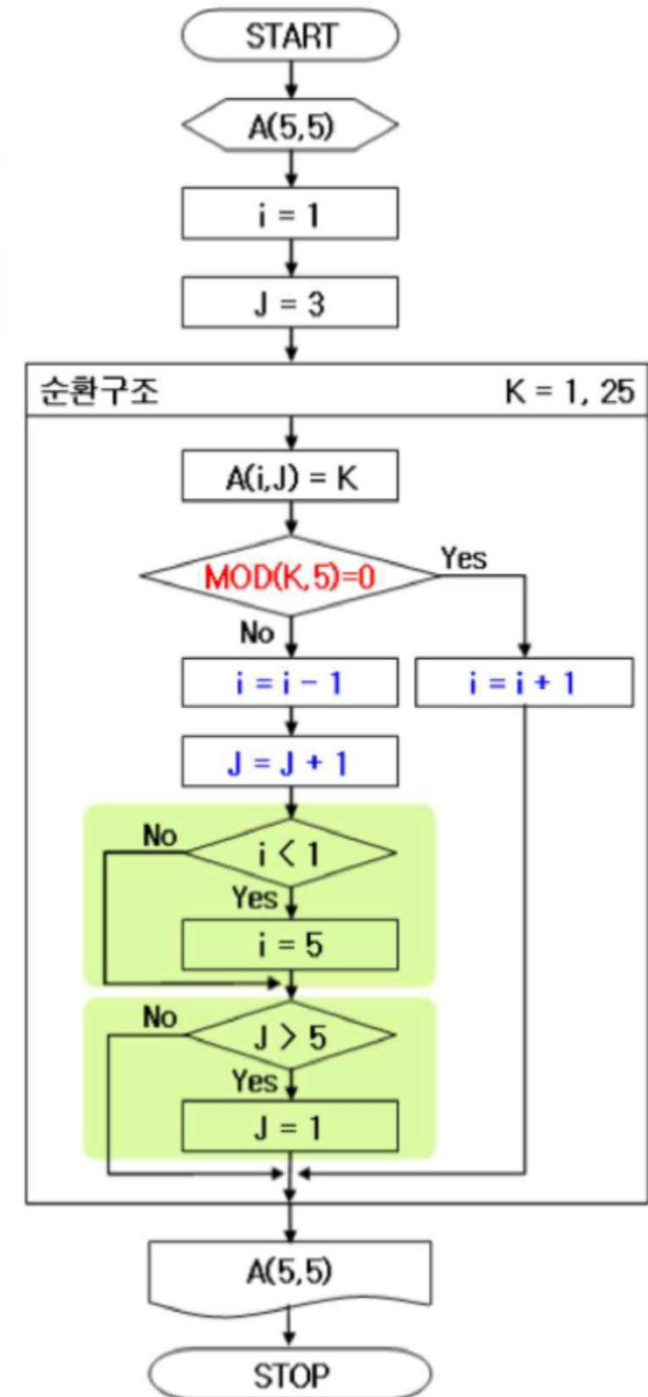 START
A(5,5)
i = 1
J = 3
순환구조 K = 1, 25
A(i,J) = K
MOD(K,5)=0
Yes
No
i = i - 1
i = i + 1
J = J + 1
No
i < 1
Yes
i = 5
No
J > 5
Yes
J = 1
A(5,5)
STOP